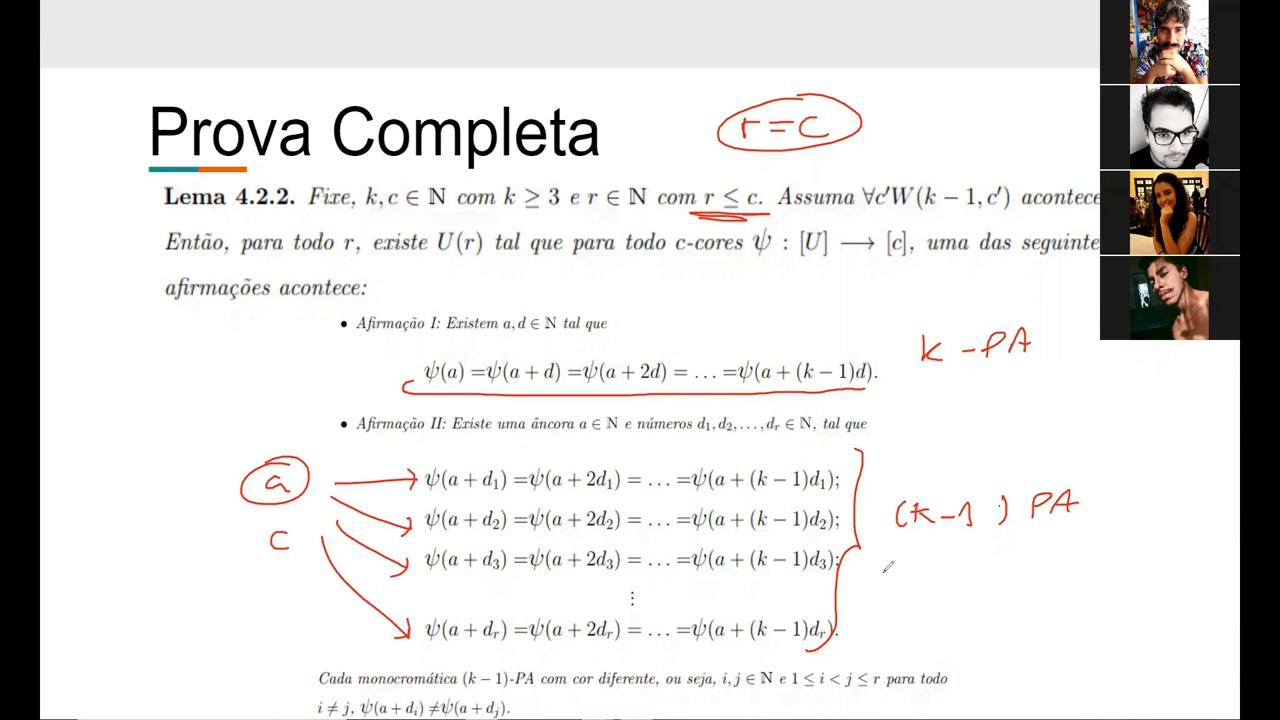 Prova Completa
r = c
Lema 4.2.2. Fixe, k, c ∈ N com k ≥ 3 e r ∈ N com r ≤ c. Assuma ∀c′W(k − 1, c′) acontece
Então, para todo r, existe U(r) tal que para todo c-cores ψ : [U] ⟶ [c], uma das seguinte
afirmações acontece:
• Afirmação I: Existem a, d ∈ N tal que
k - PA
ψ(a) =ψ(a + d) =ψ(a + 2d) = … =ψ(a + (k − 1)d).
• Afirmação II: Existe uma âncora a ∈ N e números d₁, d₂, …, dᵣ ∈ N, tal que
a
ψ(a + d₁) =ψ(a + 2d₁) = … =ψ(a + (k − 1)d₁);
(k-1) PA
ψ(a + d₂) =ψ(a + 2d₂) = … =ψ(a + (k − 1)d₂);
c
ψ(a + d₃) =ψ(a + 2d₃) = … =ψ(a + (k − 1)d₃);
⋮
ψ(a + dᵣ) =ψ(a + 2dᵣ) = … =ψ(a + (k − 1)dᵣ).
Cada monocromática (k − 1)-PA com cor diferente, ou seja, i, j ∈ N e 1 ≤ i < j ≤ r para todo
i ≠ j, ψ(a + dᵢ) ≠ψ(a + dⱼ).